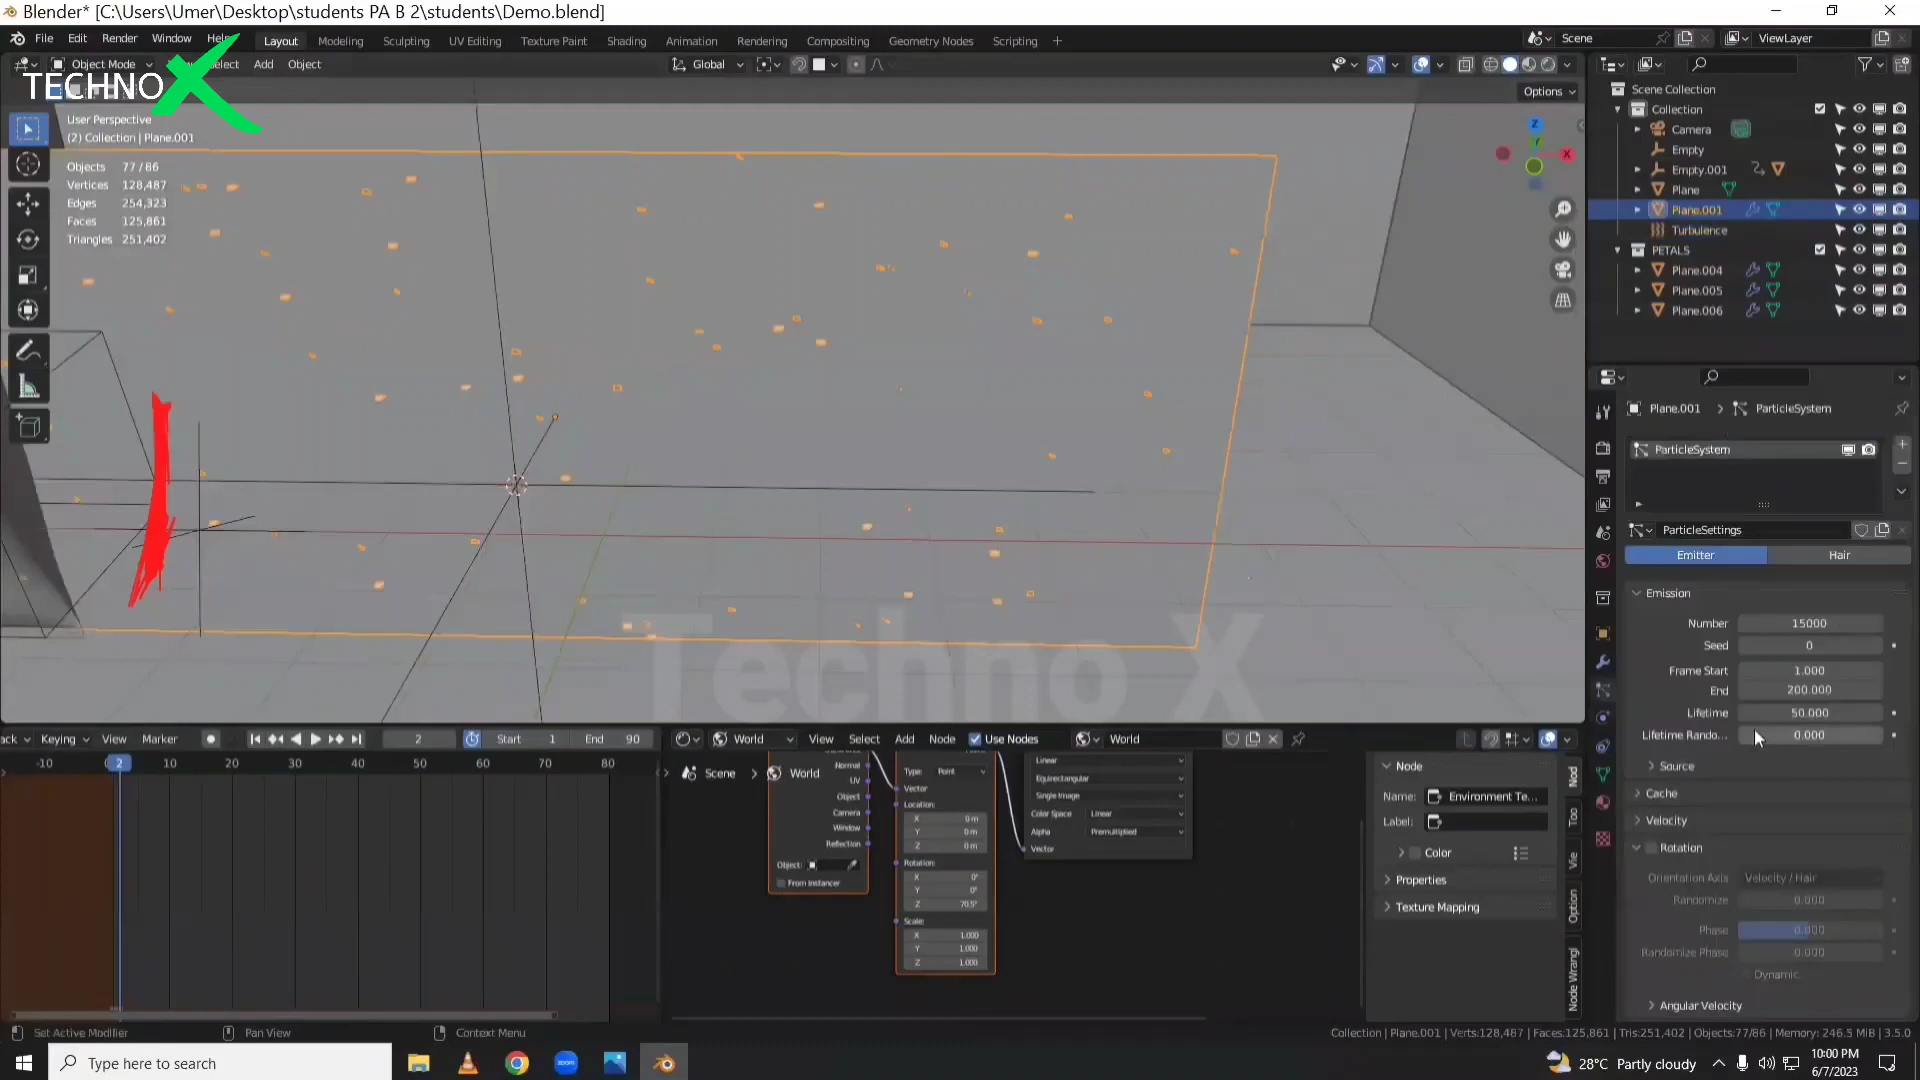 Blender* [C:\Users\Umer\Desktop\students PA B 2\students\Demo.blend]
File Edit Render Window Help Layout Modeling Sculpting UV Editing Texture Paint Shading Animation Rendering Compositing Geometry Nodes Scripting +
Scene ViewLayer
Object Mode Select Add Object Global
TECHNO X
Options
User Perspective
(2) Collection | Plane.001
Objects 77/86
Vertices 128,487
Edges 254,323
Faces 125,861
Triangles 251,402
Z
Y
X
Scene Collection
Collection
Camera
Empty
Empty.001
Plane
Plane.001
Turbulence
PETALS
Plane.004
Plane.005
Plane.006
Plane.001 > ParticleSystem
ParticleSystem
ParticleSettings
Emitter Hair
Emission
Number 15000
Seed 0
Frame Start 1.000
End 200.000
Lifetime 50.000
Lifetime Rando... 0.000
Source
Cache
Velocity
Rotation
Orientation Axis Velocity / Hair
Randomize 0.000
Phase 0.000
Randomize Phase 0.000
Dynamic
Angular Velocity
Techno X
ack Keying View Marker 2 Start 1 End 90
-10 0 2 10 20 30 40 50 60 70 80
World View Select Add Node Use Nodes World
Scene > World
Normal
UV
Object
Camera
Window
Reflection
Object:
From Instancer
Type: Point
Vector
Location:
X 0 m
Y 0 m
Z 0 m
Rotation:
X 0°
Y 0°
Z 70.5°
Scale:
X 1.000
Y 1.000
Z 1.000
Linear
Equirectangular
Single Image
Color Space Linear
Alpha Premultiplied
Vector
Node
Name: Environment Te...
Label:
Color
Properties
Texture Mapping
Nod
Too
Vie
Option
Node Wrangl
Set Active Modifier Pan View Context Menu
Collection | Plane.001 | Verts:128,487 | Faces:125,861 | Tris:251,402 | Objects:77/86 | Memory: 246.5 MiB | 3.5.0
Type here to search
zoom
28°C Partly cloudy
10:00 PM
6/7/2023